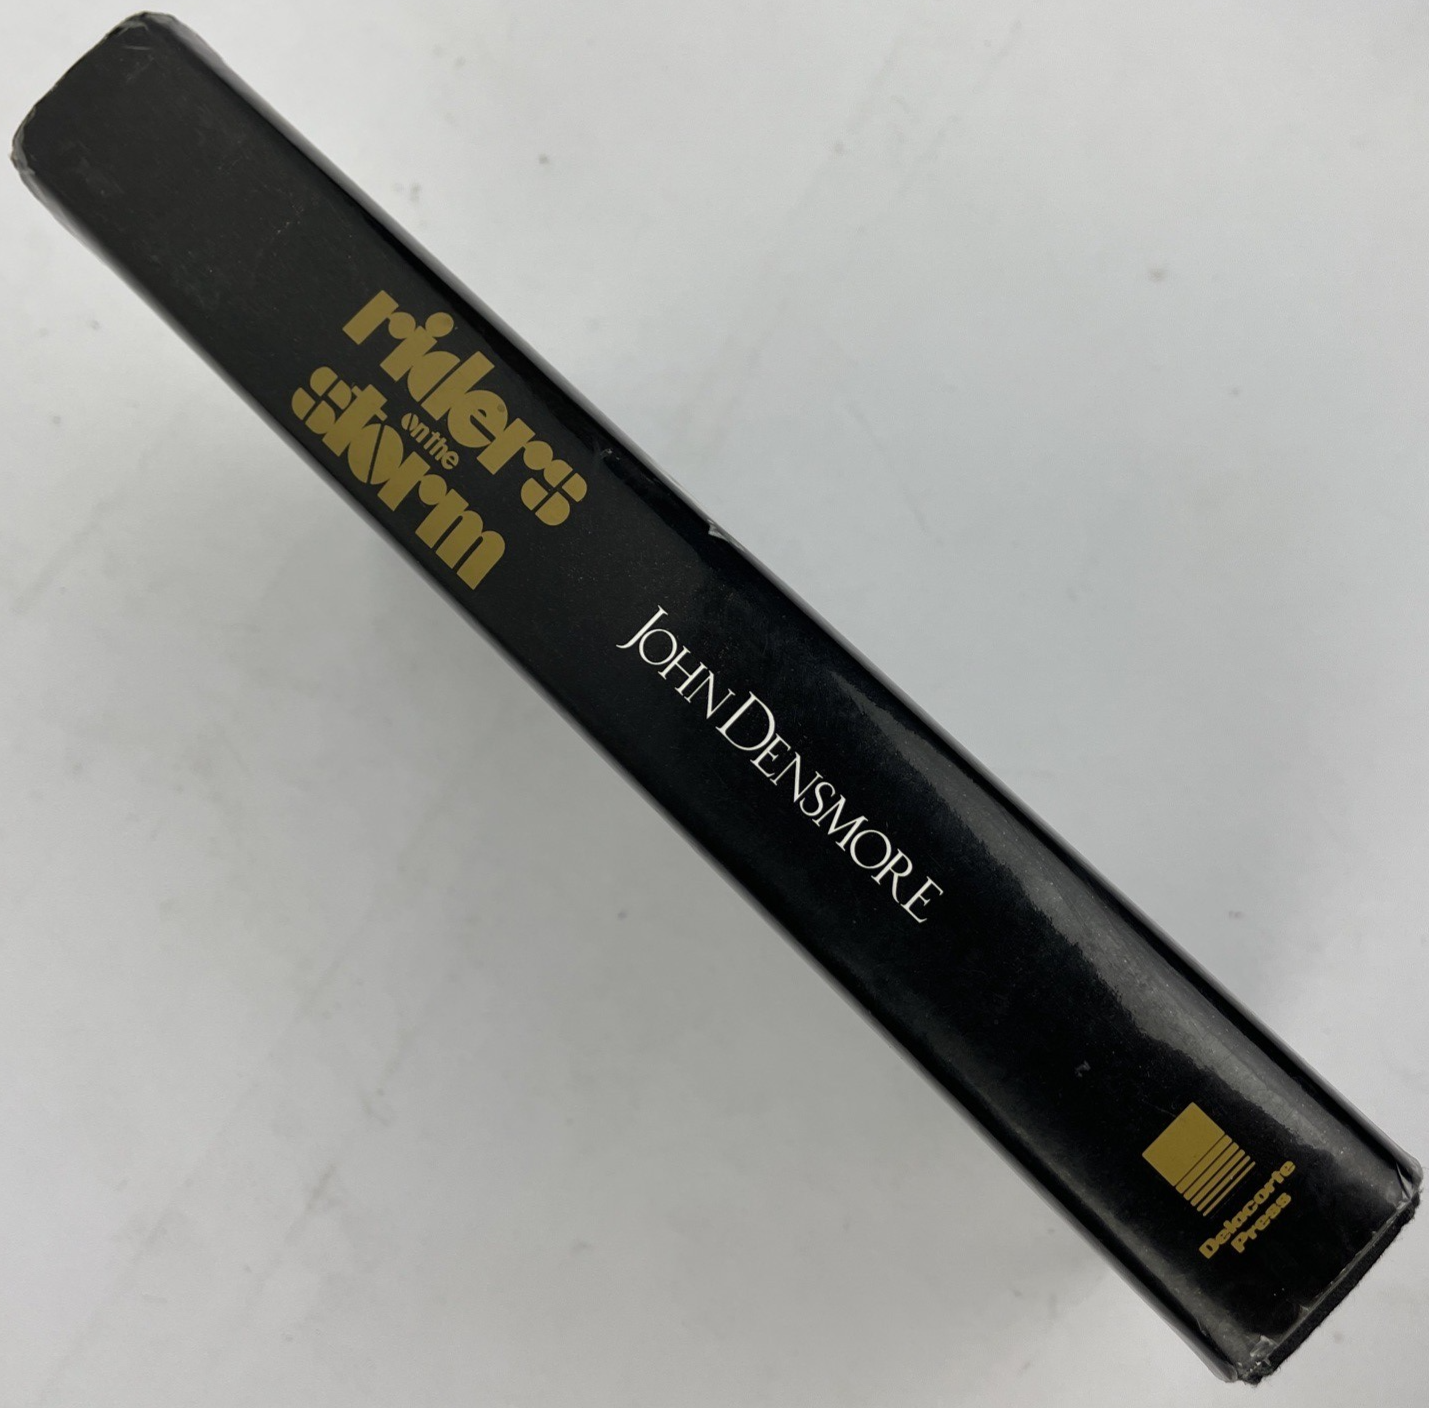 riders
on the
storm
JOHN DENSMORE
Delacorte
Press